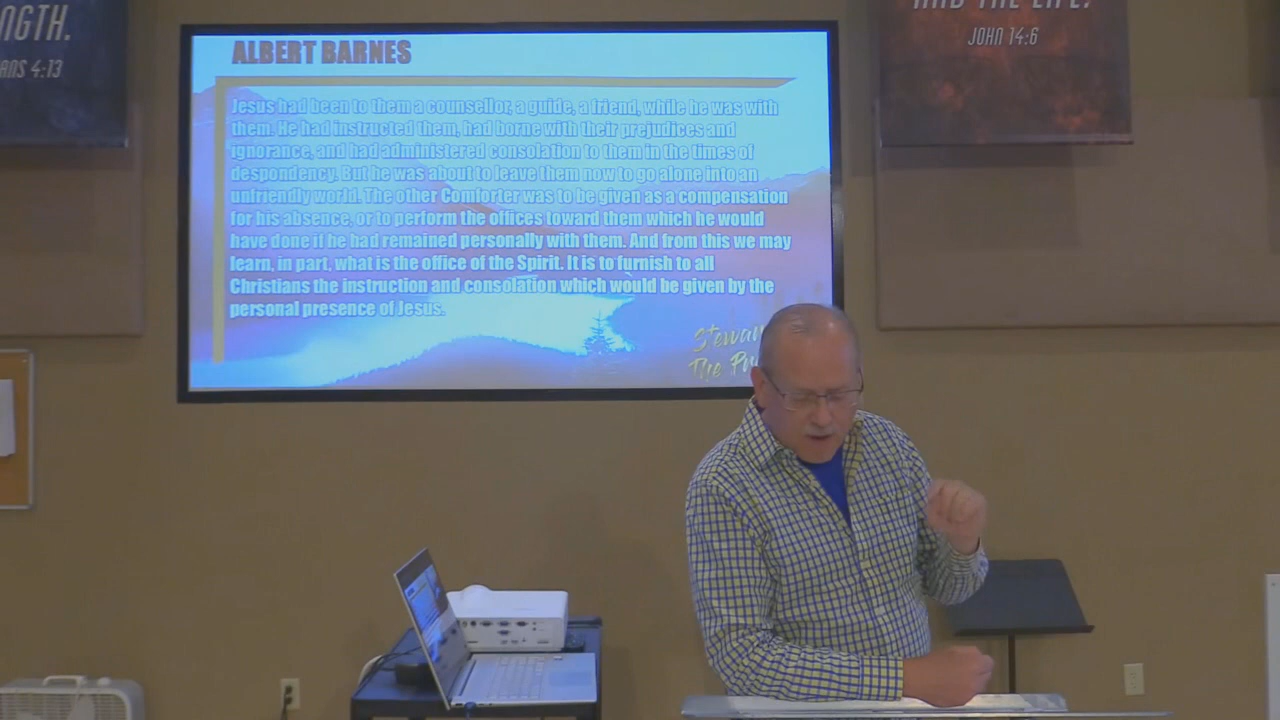 NGTH.
ANS 4:13
AND THE LIFE.
JOHN 14:6
ALBERT BARNES
Jesus had been to them a counsellor, a guide, a friend, while he was with
them. He had instructed them, had borne with their prejudices and
ignorance, and had administered consolation to them in the times of
despondency. But he was about to leave them now to go alone into an
unfriendly world. The other Comforter was to be given as a compensation
for his absence, or to perform the offices toward them which he would
have done if he had remained personally with them. And from this we may
learn, in part, what is the office of the Spirit. It is to furnish to all
Christians the instruction and consolation which would be given by the
personal presence of Jesus.
Stewar
The Po